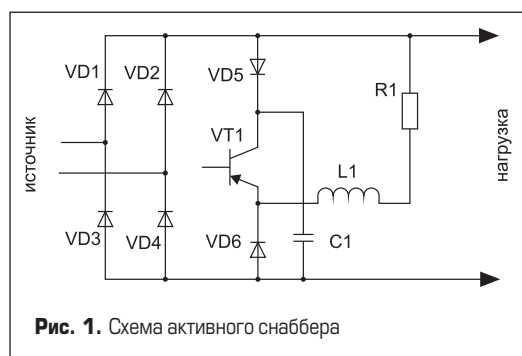 VD1
VD2
VD5
R1
VT1
L1
источник
нагрузка
VD3
VD4
VD6
C1
Рис. 1. Схема активного снаббера